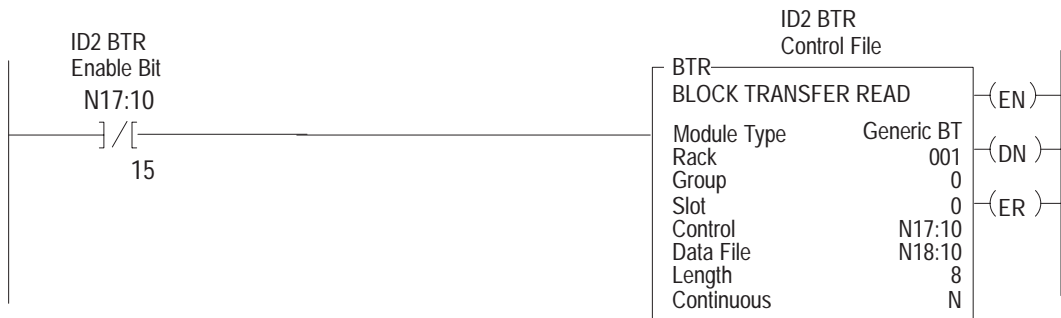 ID2 BTR
Enable Bit
N17:10
15
ID2 BTR
Control File
BTR
BLOCK TRANSFER READ
Module Type Generic BT
Rack 001
Group 0
Slot 0
Control N17:10
Data File N18:10
Length 8
Continuous N
EN
DN
ER